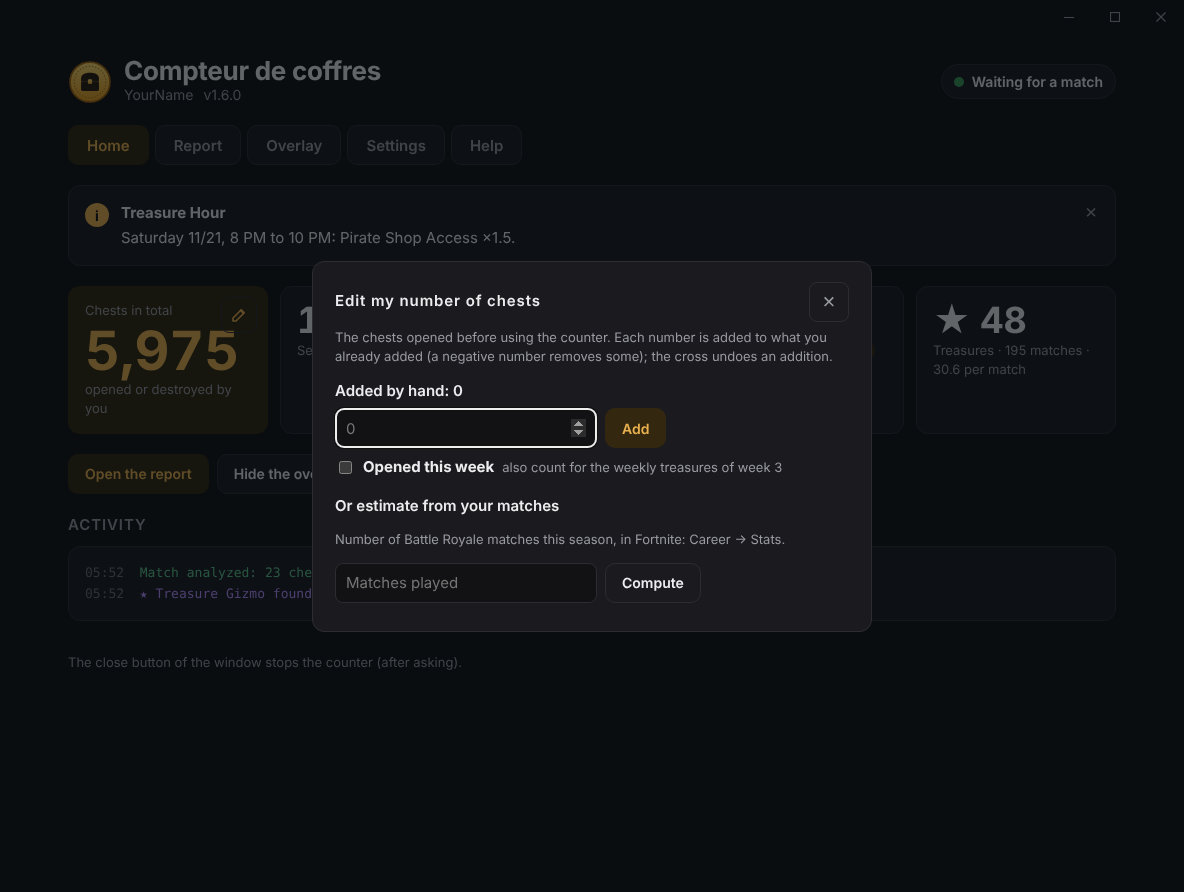 Compteur de coffres
YourName v1.6.0
Waiting for a match
Home
Report
Overlay
Settings
Help
i
Treasure Hour
Saturday 11/21, 8 PM to 10 PM: Pirate Shop Access ×1.5.
Chests in total
5,975
opened or destroyed by
you
1
Se
★ 48
Treasures · 195 matches ·
30.6 per match
Open the report
Hide the ove
ACTIVITY
05:52 Match analyzed: 23 che
05:52 ★ Treasure Gizmo found
The close button of the window stops the counter (after asking).
Edit my number of chests
The chests opened before using the counter. Each number is added to what you
already added (a negative number removes some); the cross undoes an addition.
Added by hand: 0
0
Add
Opened this week also count for the weekly treasures of week 3
Or estimate from your matches
Number of Battle Royale matches this season, in Fortnite: Career → Stats.
Matches played
Compute